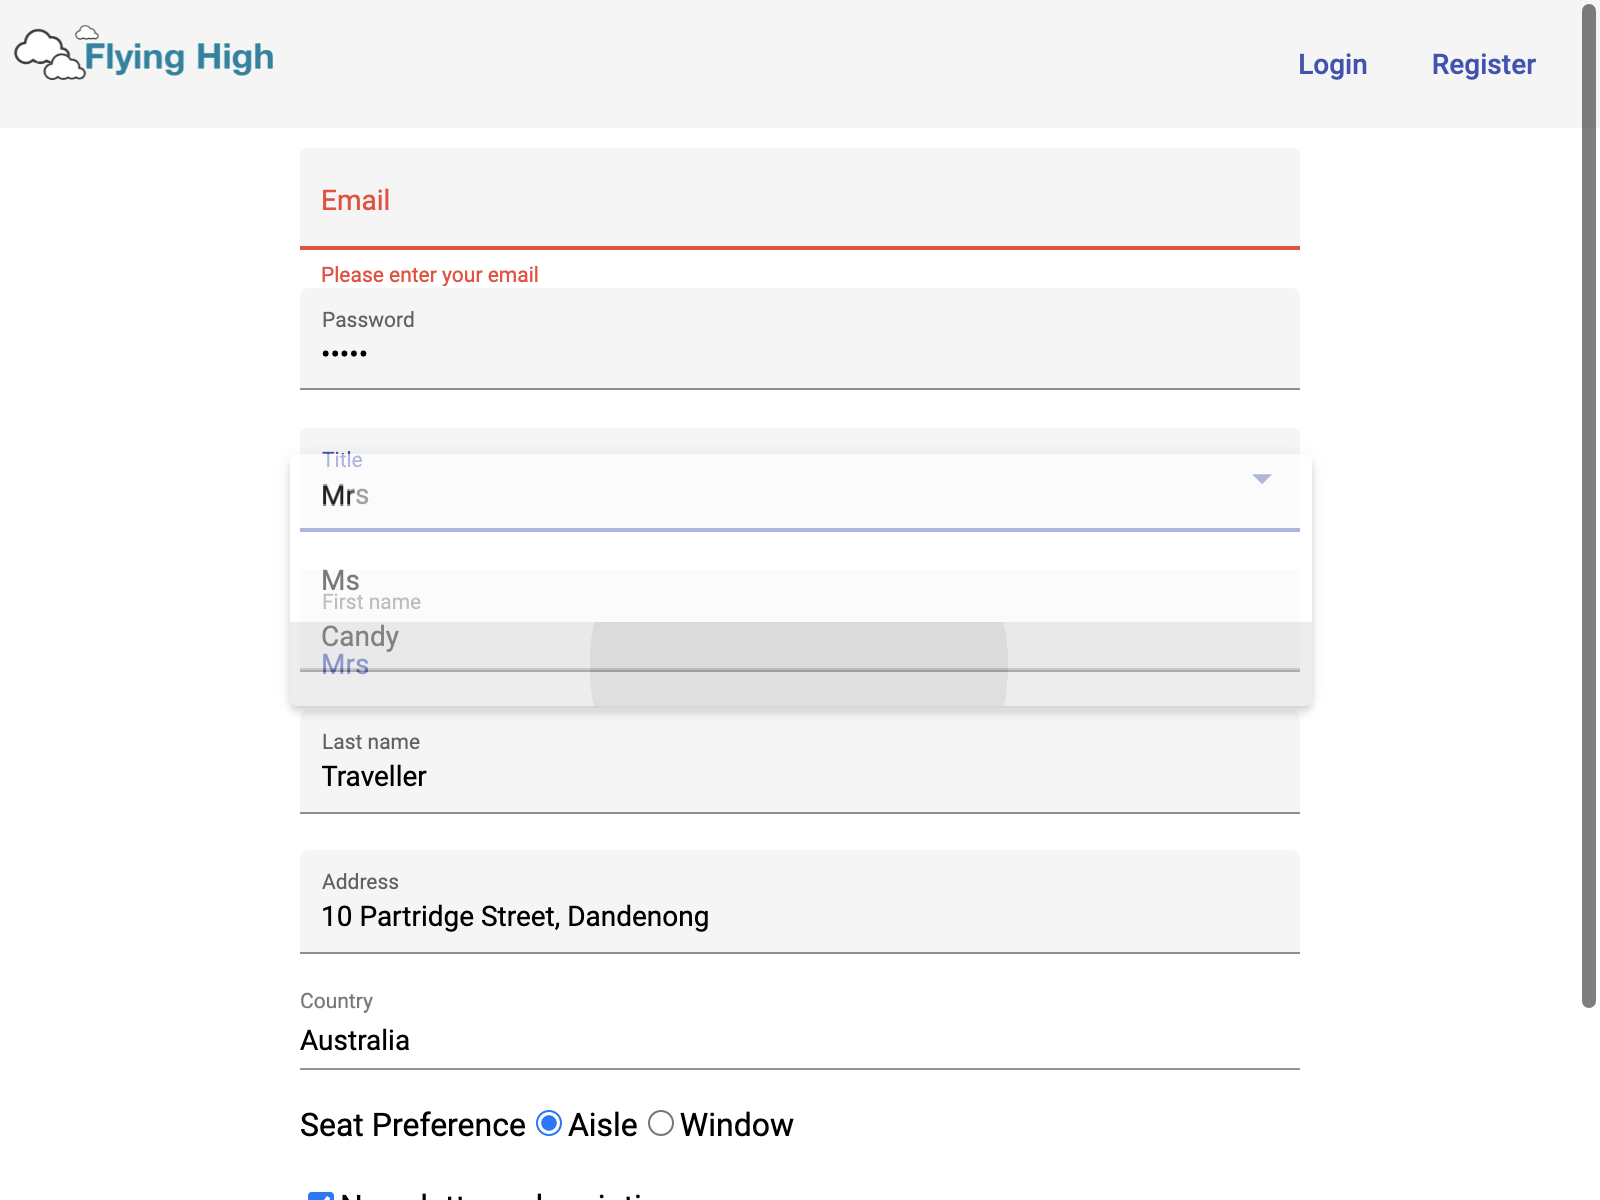 Flying High
Login
Register
Email
Please enter your email
Password
Title
Mrs
Ms
First name
Candy
Mrs
Last name
Traveller
Address
10 Partridge Street, Dandenong
Country
Australia
Seat Preference Aisle Window